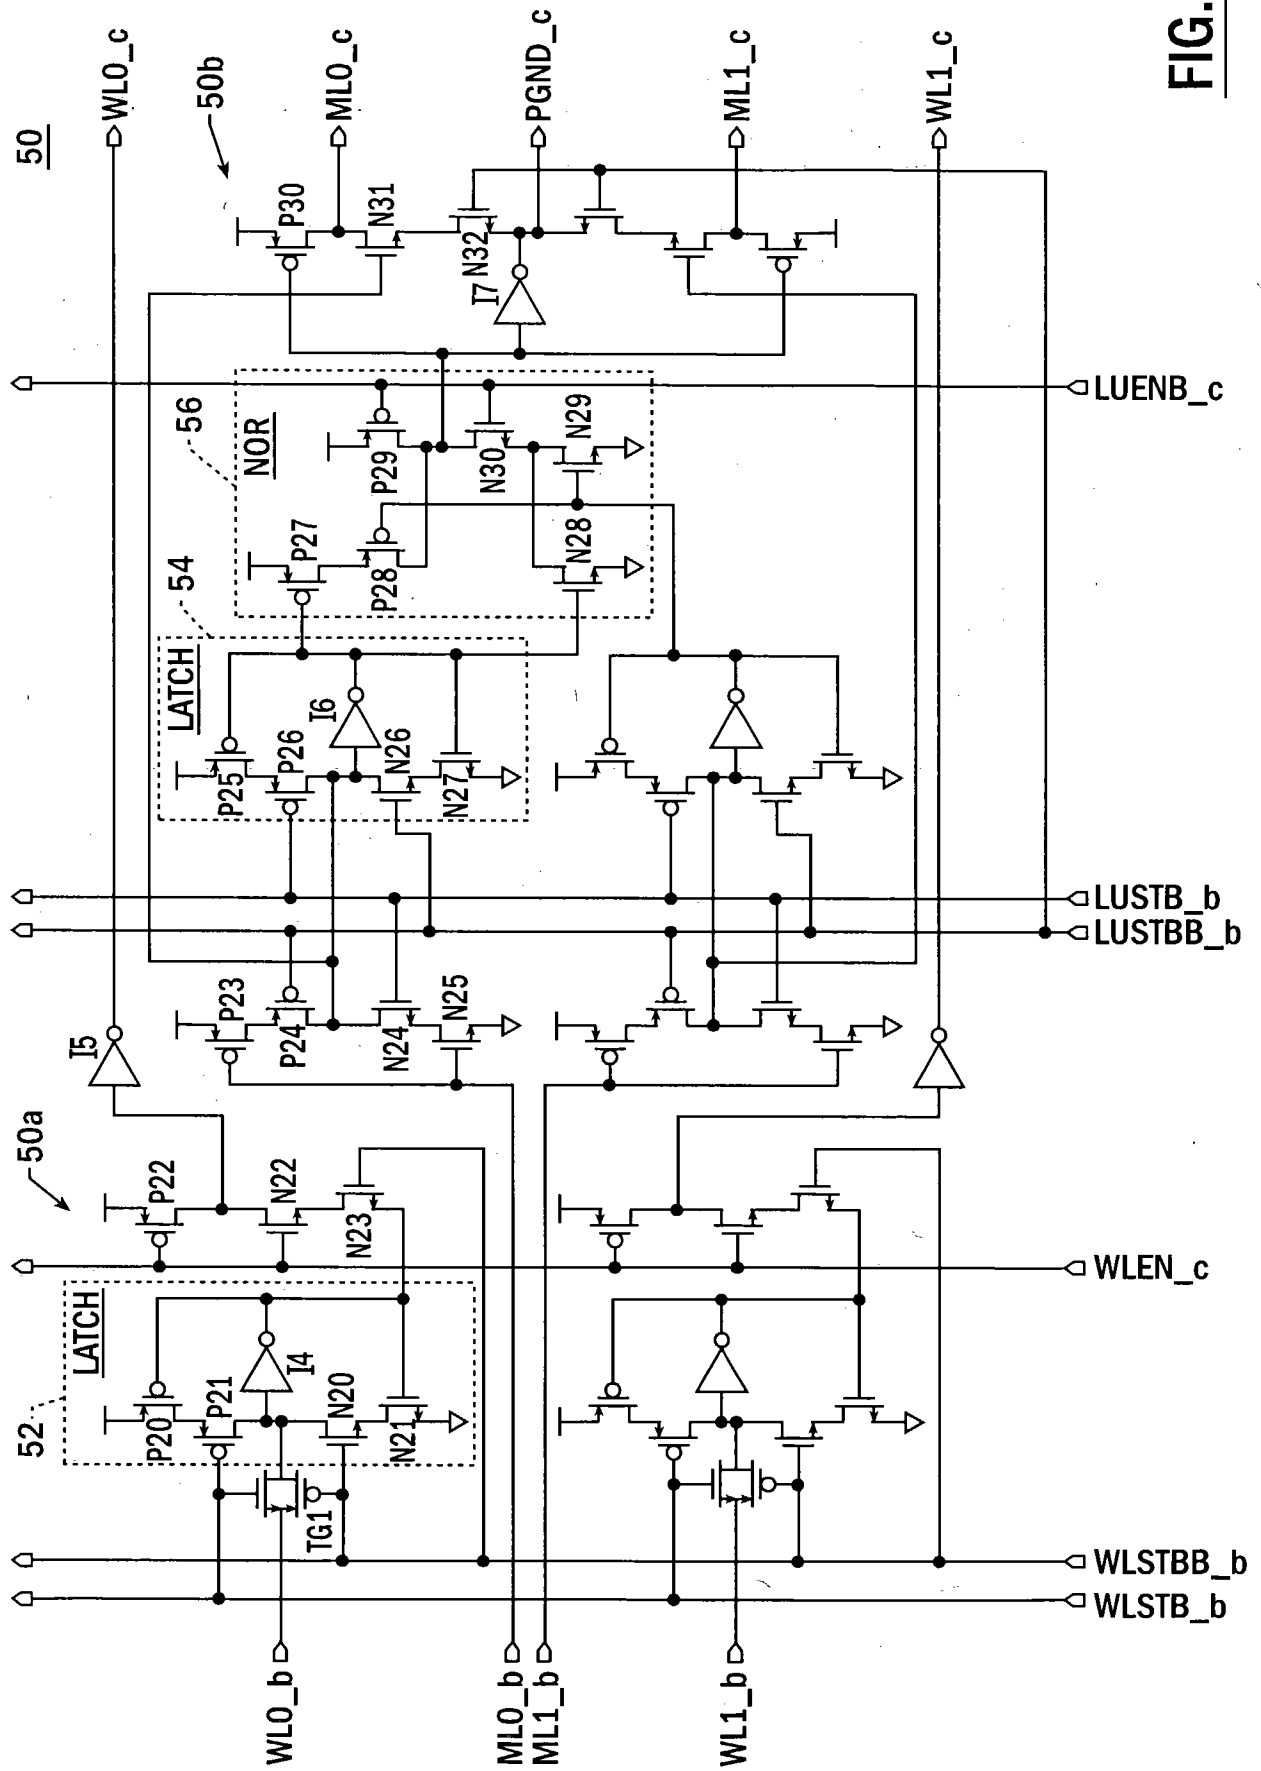 50
WL0_c
50b
ML0_c
PGND_c
ML1_c
WL1_c
FIG.
P30
N31
N32
I7
LUENB_c
56
NOR
P29
N30
N29
P27
P28
N28
54
LATCH
I6
P25
P26
N26
N27
LUSTB_b
LUSTBB_b
I5
P23
P24
N24
N25
50a
P22
N22
N23
WLEN_c
52
LATCH
I4
P20
P21
N20
N21
TG1
WLSTBB_b
WLSTB_b
WL0_b
ML0_b
ML1_b
WL1_b